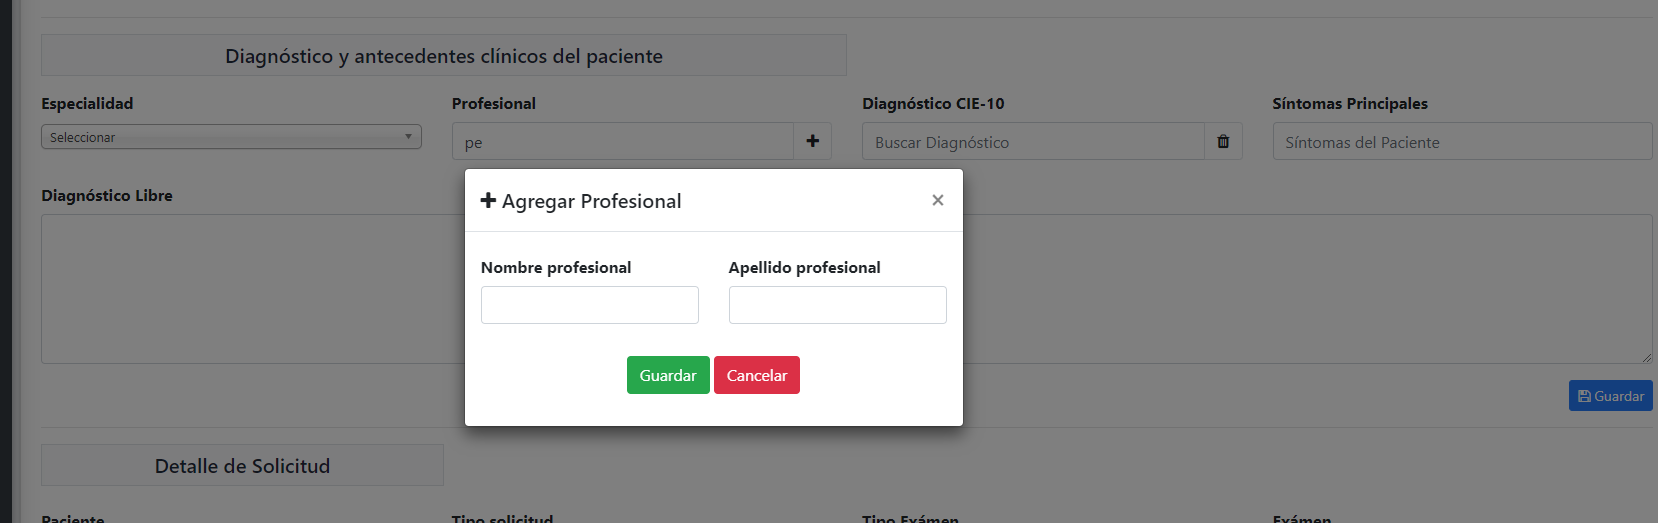 Diagnóstico y antecedentes clínicos del paciente
Especialidad
Profesional
Diagnóstico CIE-10
Síntomas Principales
Seleccionar
pe
Buscar Diagnóstico
Síntomas del Paciente
Diagnóstico Libre
Agregar Profesional
×
Nombre profesional
Apellido profesional
Guardar
Cancelar
Guardar
Detalle de Solicitud
Paciente
Tipo solicitud
Tipo Exámen
Exámen